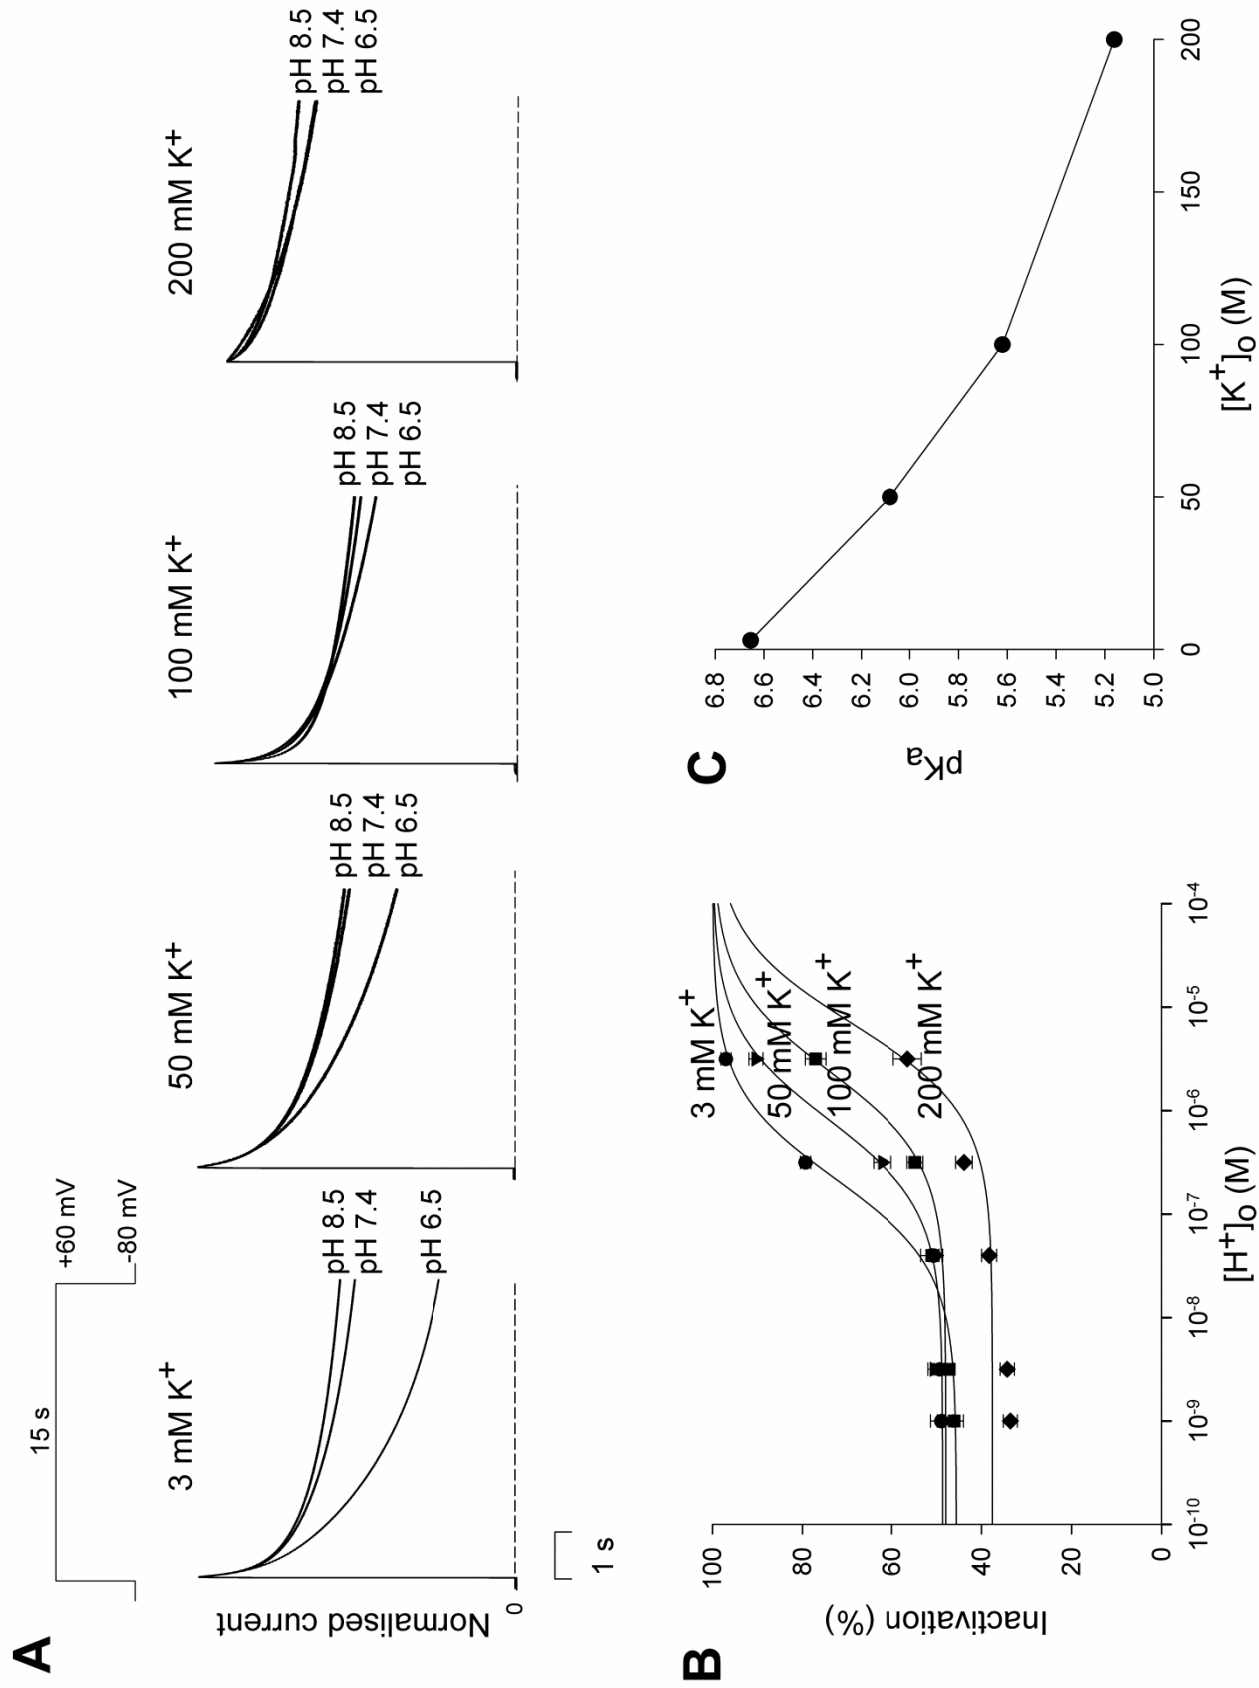 A
15 s
+60 mV
-80 mV
3 mM K+
50 mM K+
100 mM K+
200 mM K+
Normalised current
0
pH 8.5
pH 7.4
pH 6.5
pH 8.5
pH 7.4
pH 6.5
pH 8.5
pH 7.4
pH 6.5
pH 8.5
pH 7.4
pH 6.5
1 s
B
Inactivation (%)
100
80
60
40
20
0
3 mM K+
50 mM K+
100 mM K+
200 mM K+
10-10
10-9
10-8
10-7
10-6
10-5
10-4
[H+]o (M)
C
pKa
6.8
6.6
6.4
6.2
6.0
5.8
5.6
5.4
5.2
5.0
0
50
100
150
200
[K+]o (M)